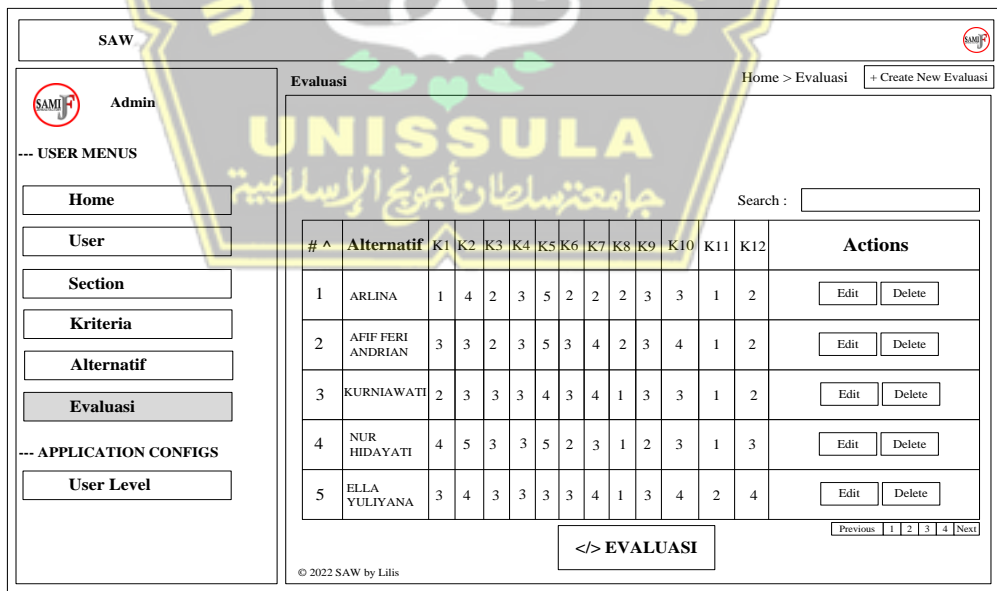 SAW
SAMI JF
SAMI JF
Admin
--- USER MENUS
Home
User
Section
Kriteria
Alternatif
Evaluasi
--- APPLICATION CONFIGS
User Level
Evaluasi
Home > Evaluasi
+ Create New Evaluasi
UNISSULA
جامعتسلطان أجونج الإسلامية
Search :
# ^ Alternatif K1 K2 K3 K4 K5 K6 K7 K8 K9 K10 K11 K12 Actions
1 ARLINA 1 4 2 3 5 2 2 2 3 3 1 2 Edit Delete
2 AFIF FERI ANDRIAN 3 3 2 3 5 3 4 2 3 4 1 2 Edit Delete
3 KURNIAWATI 2 3 3 3 4 3 4 1 3 3 1 2 Edit Delete
4 NUR HIDAYATI 4 5 3 3 5 2 3 1 2 3 1 3 Edit Delete
5 ELLA YULIYANA 3 4 3 3 3 3 4 1 3 4 2 4 Edit Delete
Previous 1 2 3 4 Next
</> EVALUASI
© 2022 SAW by Lilis